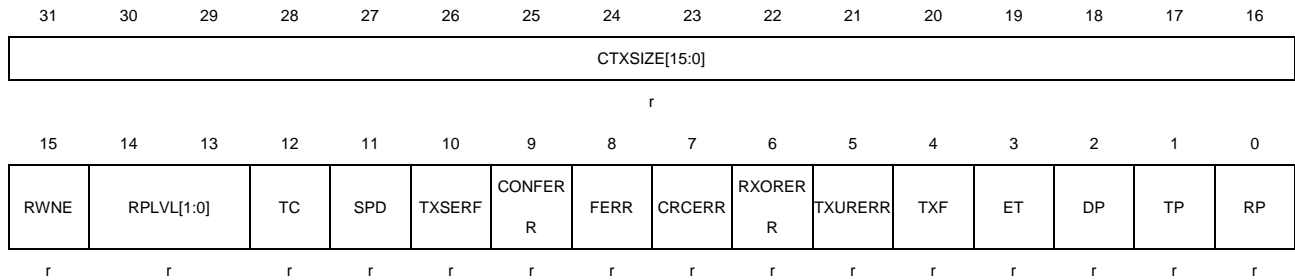 31 30 29 28 27 26 25 24 23 22 21 20 19 18 17 16
CTXSIZE[15:0]
r
15 14 13 12 11 10 9 8 7 6 5 4 3 2 1 0
RWNE RPLVL[1:0] TC SPD TXSERF CONFER
R FERR CRCERR RXORER
R TXURERR TXF ET DP TP RP
r r r r r r r r r r r r r r r